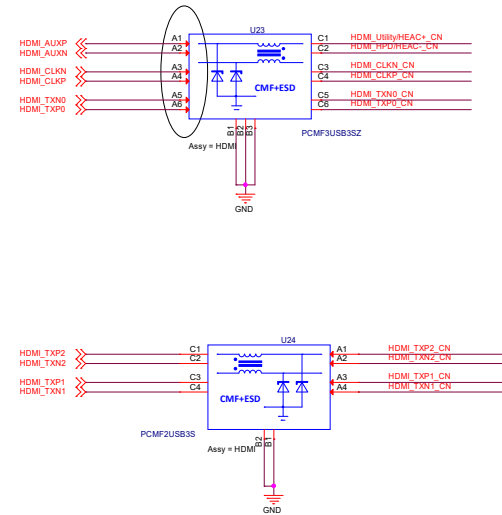 U23
HDMI_AUXP A1 C1 HDMI_Utility/HEAC+_CN
HDMI_AUXN A2 C2 HDMI_HPD/HEAC-_CN
HDMI_CLKN A3 C3 HDMI_CLKN_CN
HDMI_CLKP A4 C4 HDMI_CLKP_CN
CMF+ESD
HDMI_TXN0 A5 C5 HDMI_TXN0_CN
HDMI_TXP0 A6 C6 HDMI_TXP0_CN
B1 B2 B3
PCMF3USB3SZ
Assy = HDMI
GND
U24
HDMI_TXP2 C1 A1 HDMI_TXP2_CN
HDMI_TXN2 C2 A2 HDMI_TXN2_CN
HDMI_TXP1 C3 A3 HDMI_TXP1_CN
HDMI_TXN1 C4 A4 HDMI_TXN1_CN
CMF+ESD
PCMF2USB3S
B2 B1
Assy = HDMI
GND